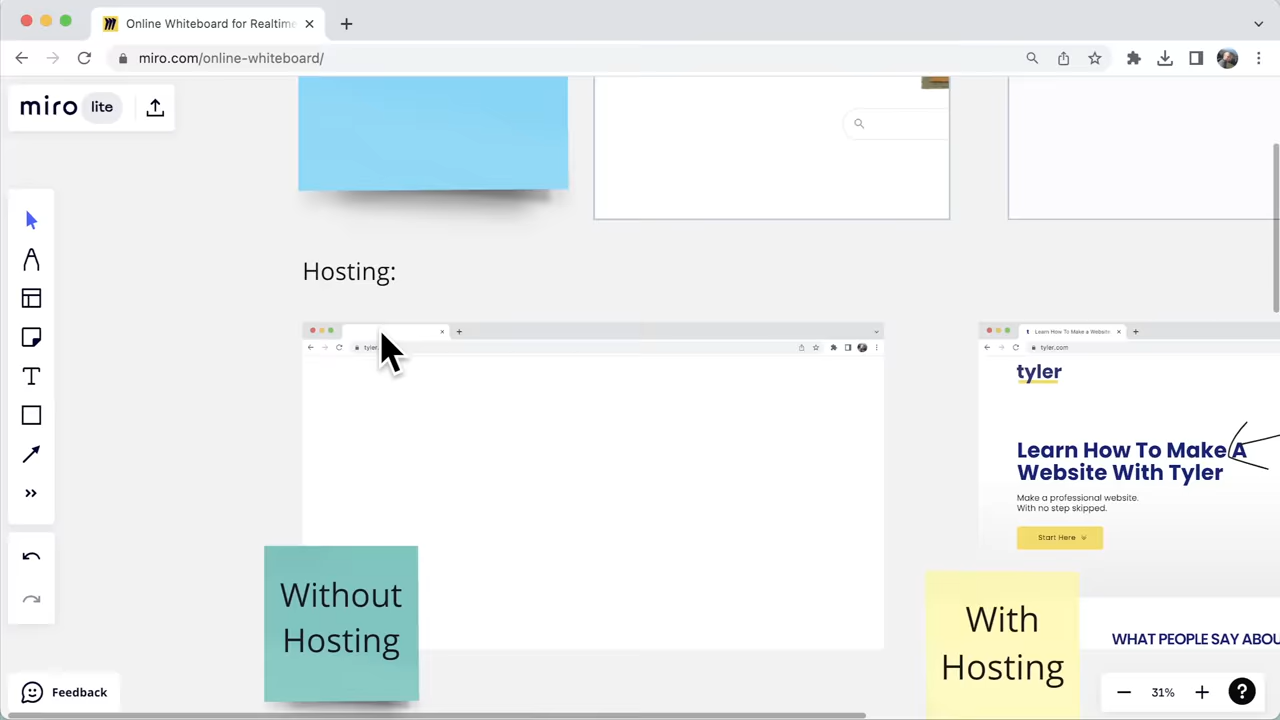 Online Whiteboard for Realtime
miro.com/online-whiteboard/
miro lite
Hosting:
Learn How To Make a Website
tyler.com
tyler
Learn How To Make A
Website With Tyler
Make a professional website.
With no step skipped.
Start Here
Without
Hosting
With
Hosting
WHAT PEOPLE SAY ABOU
Feedback
31%